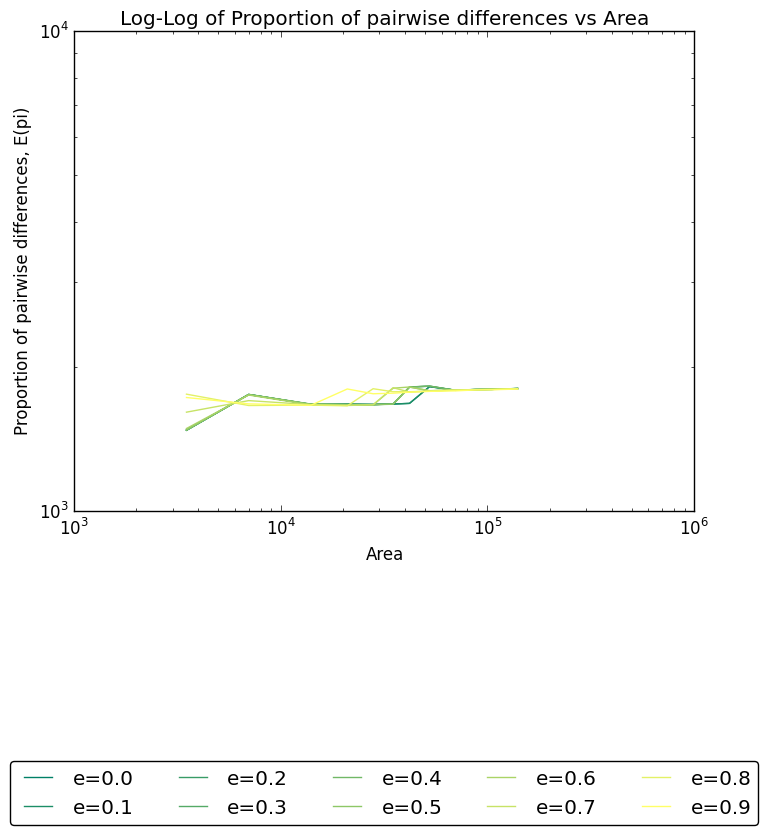 Log-Log of Proportion of pairwise differences vs Area
10^4
Proportion of pairwise differences, E(pi)
10^3
10^3 10^4 10^5 10^6
Area
e=0.0 e=0.2 e=0.4 e=0.6 e=0.8
e=0.1 e=0.3 e=0.5 e=0.7 e=0.9